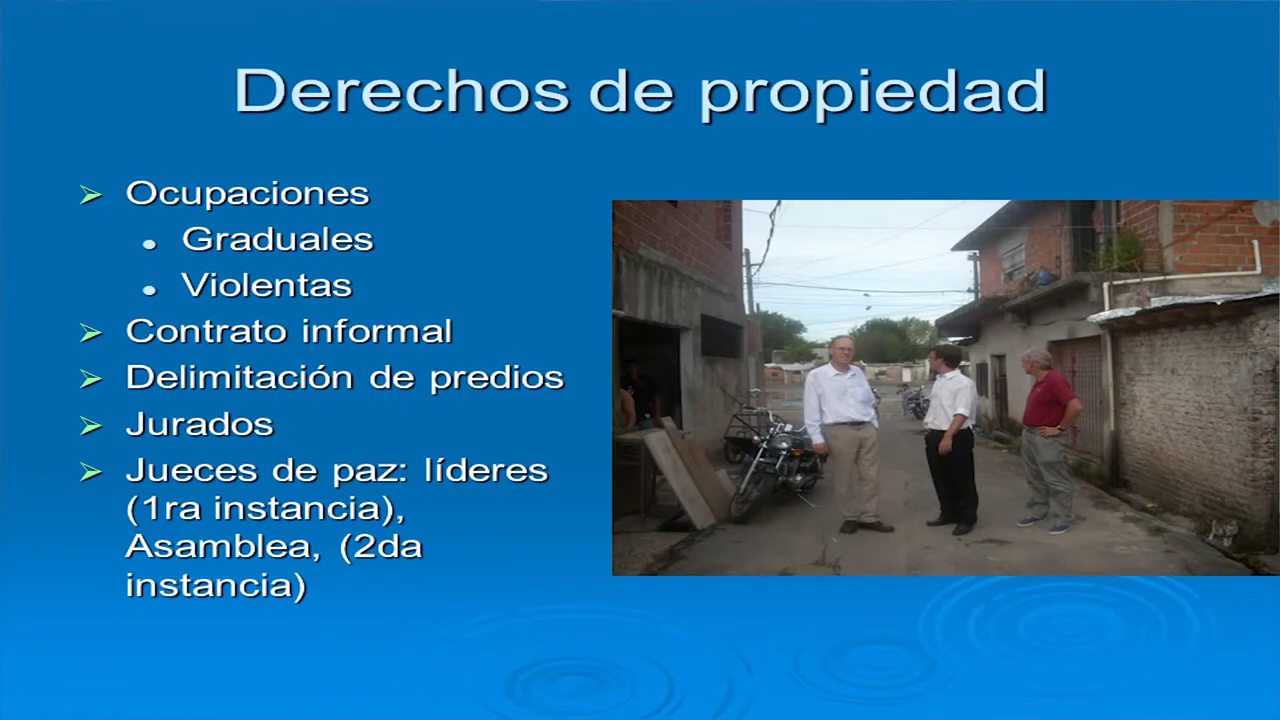 Derechos de propiedad
Ocupaciones
Graduales
Violentas
Contrato informal
Delimitación de predios
Jurados
Jueces de paz: líderes
(1ra instancia),
Asamblea, (2da
instancia)